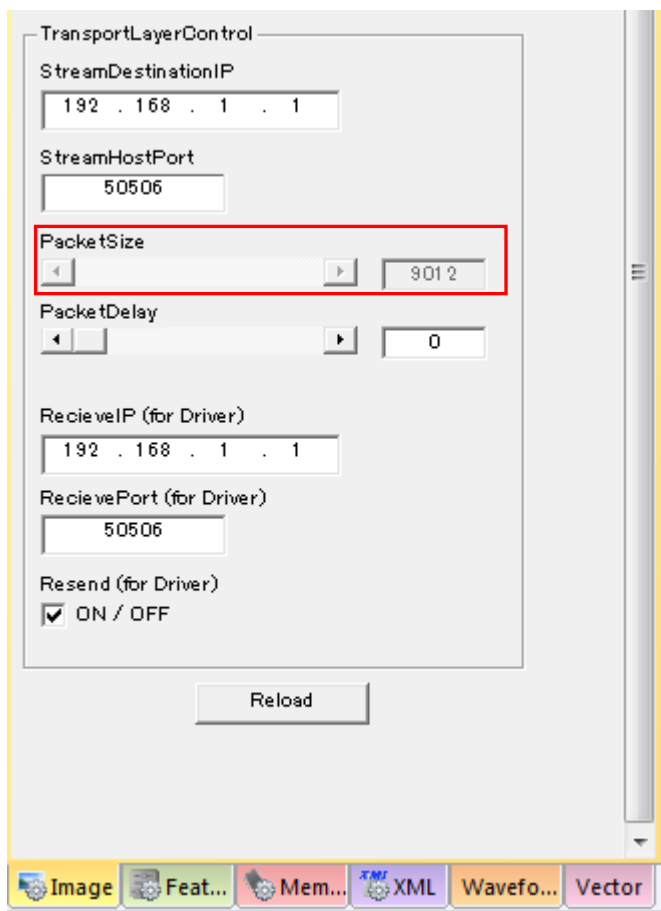 TransportLayerControl
StreamDestinationIP
192 . 168 . 1 . 1
StreamHostPort
50506
PacketSize
9012
PacketDelay
0
RecieveIP (for Driver)
192 . 168 . 1 . 1
RecievePort (for Driver)
50506
Resend (for Driver)
ON / OFF
Reload
Image Feat... Mem... XML XML Wavefo... Vector